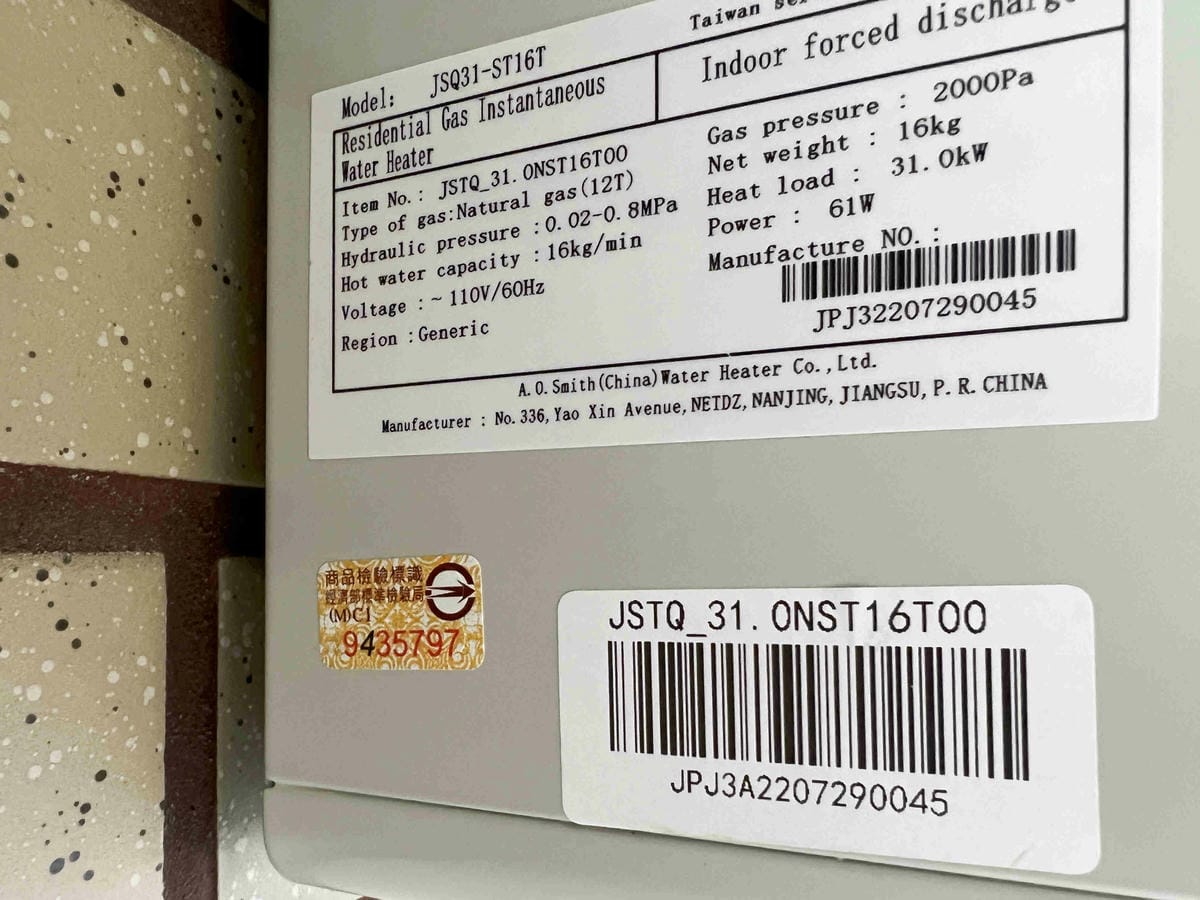 Taiwan
Model: JSQ31-ST16T
Residential Gas Instantaneous
Water Heater
Indoor forced discharge
Item No.: JSTQ_31.0NST16T00
Type of gas:Natural gas(12T)
Hydraulic pressure :0.02-0.8MPa
Hot water capacity :16kg/min
Voltage :~ 110V/60Hz
Region :Generic
Gas pressure : 2000Pa
Net weight : 16kg
Heat load : 31.0kW
Power : 61W
Manufacture NO.:
JPJ32207290045
A.O.Smith(China)Water Heater Co.,Ltd.
Manufacturer : No.336,Yao Xin Avenue,NETDZ,NANJING,JIANGSU,P.R.CHINA
商品檢驗標識
經濟部標準檢驗局
(M)C1
9435797
JSTQ_31.0NST16T00
JPJ3A2207290045